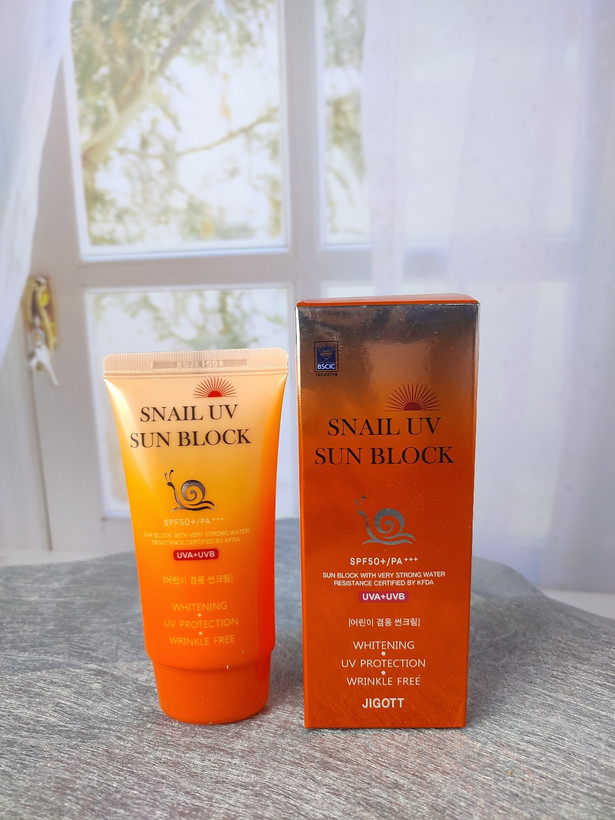 SNAIL UV
SUN BLOCK
SPF50+/PA+++
SUN BLOCK WITH VERY STRONG WATER
RESISTANCE CERTIFIED BY KFDA
UVA+UVB
[어린이 겸용 썬크림]
WHITENING
UV PROTECTION
WRINKLE FREE
BSCIC
SNAIL UV
SUN BLOCK
SPF50+/PA+++
SUN BLOCK WITH VERY STRONG WATER
RESISTANCE CERTIFIED BY KFDA
UVA+UVB
[어린이 겸용 썬크림]
WHITENING
UV PROTECTION
WRINKLE FREE
JIGOTT